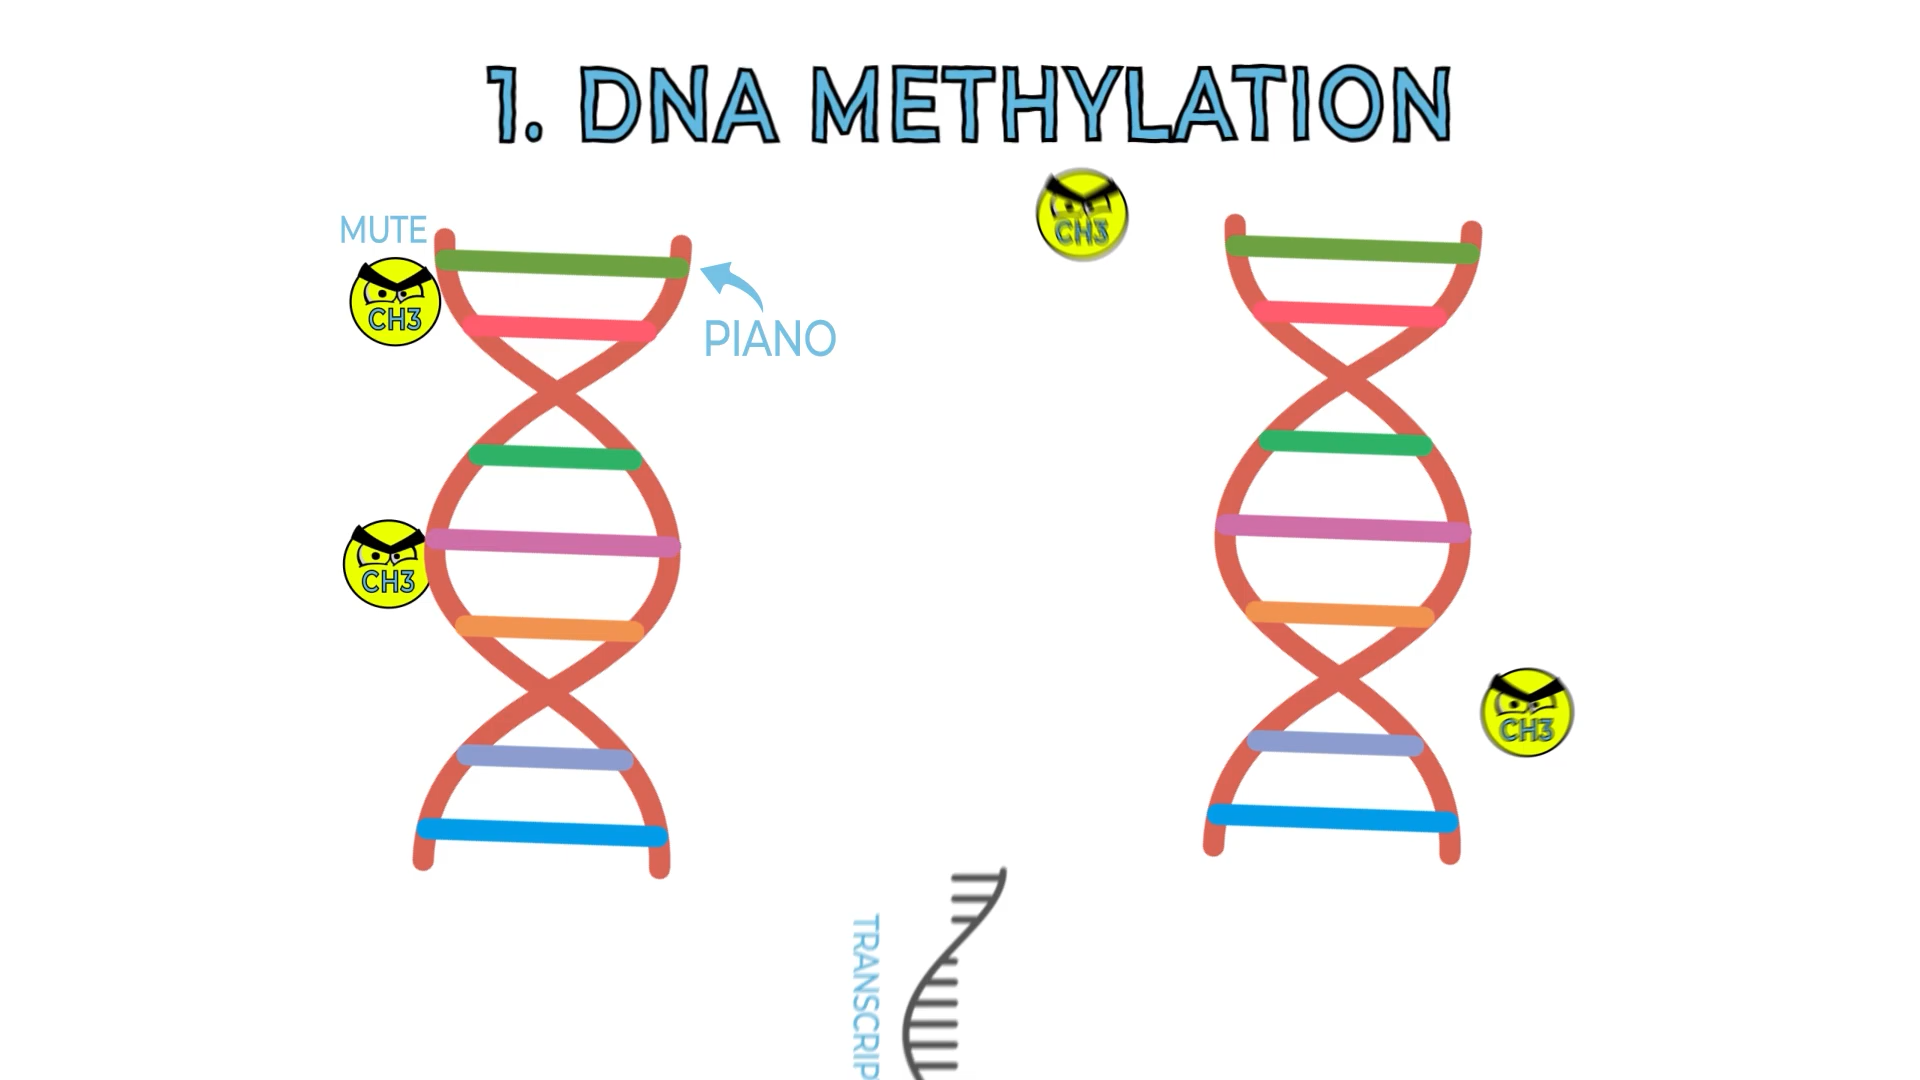 1. DNA METHYLATION
MUTE
CH3
PIANO
CH3
CH3
CH3
TRANSCRIP